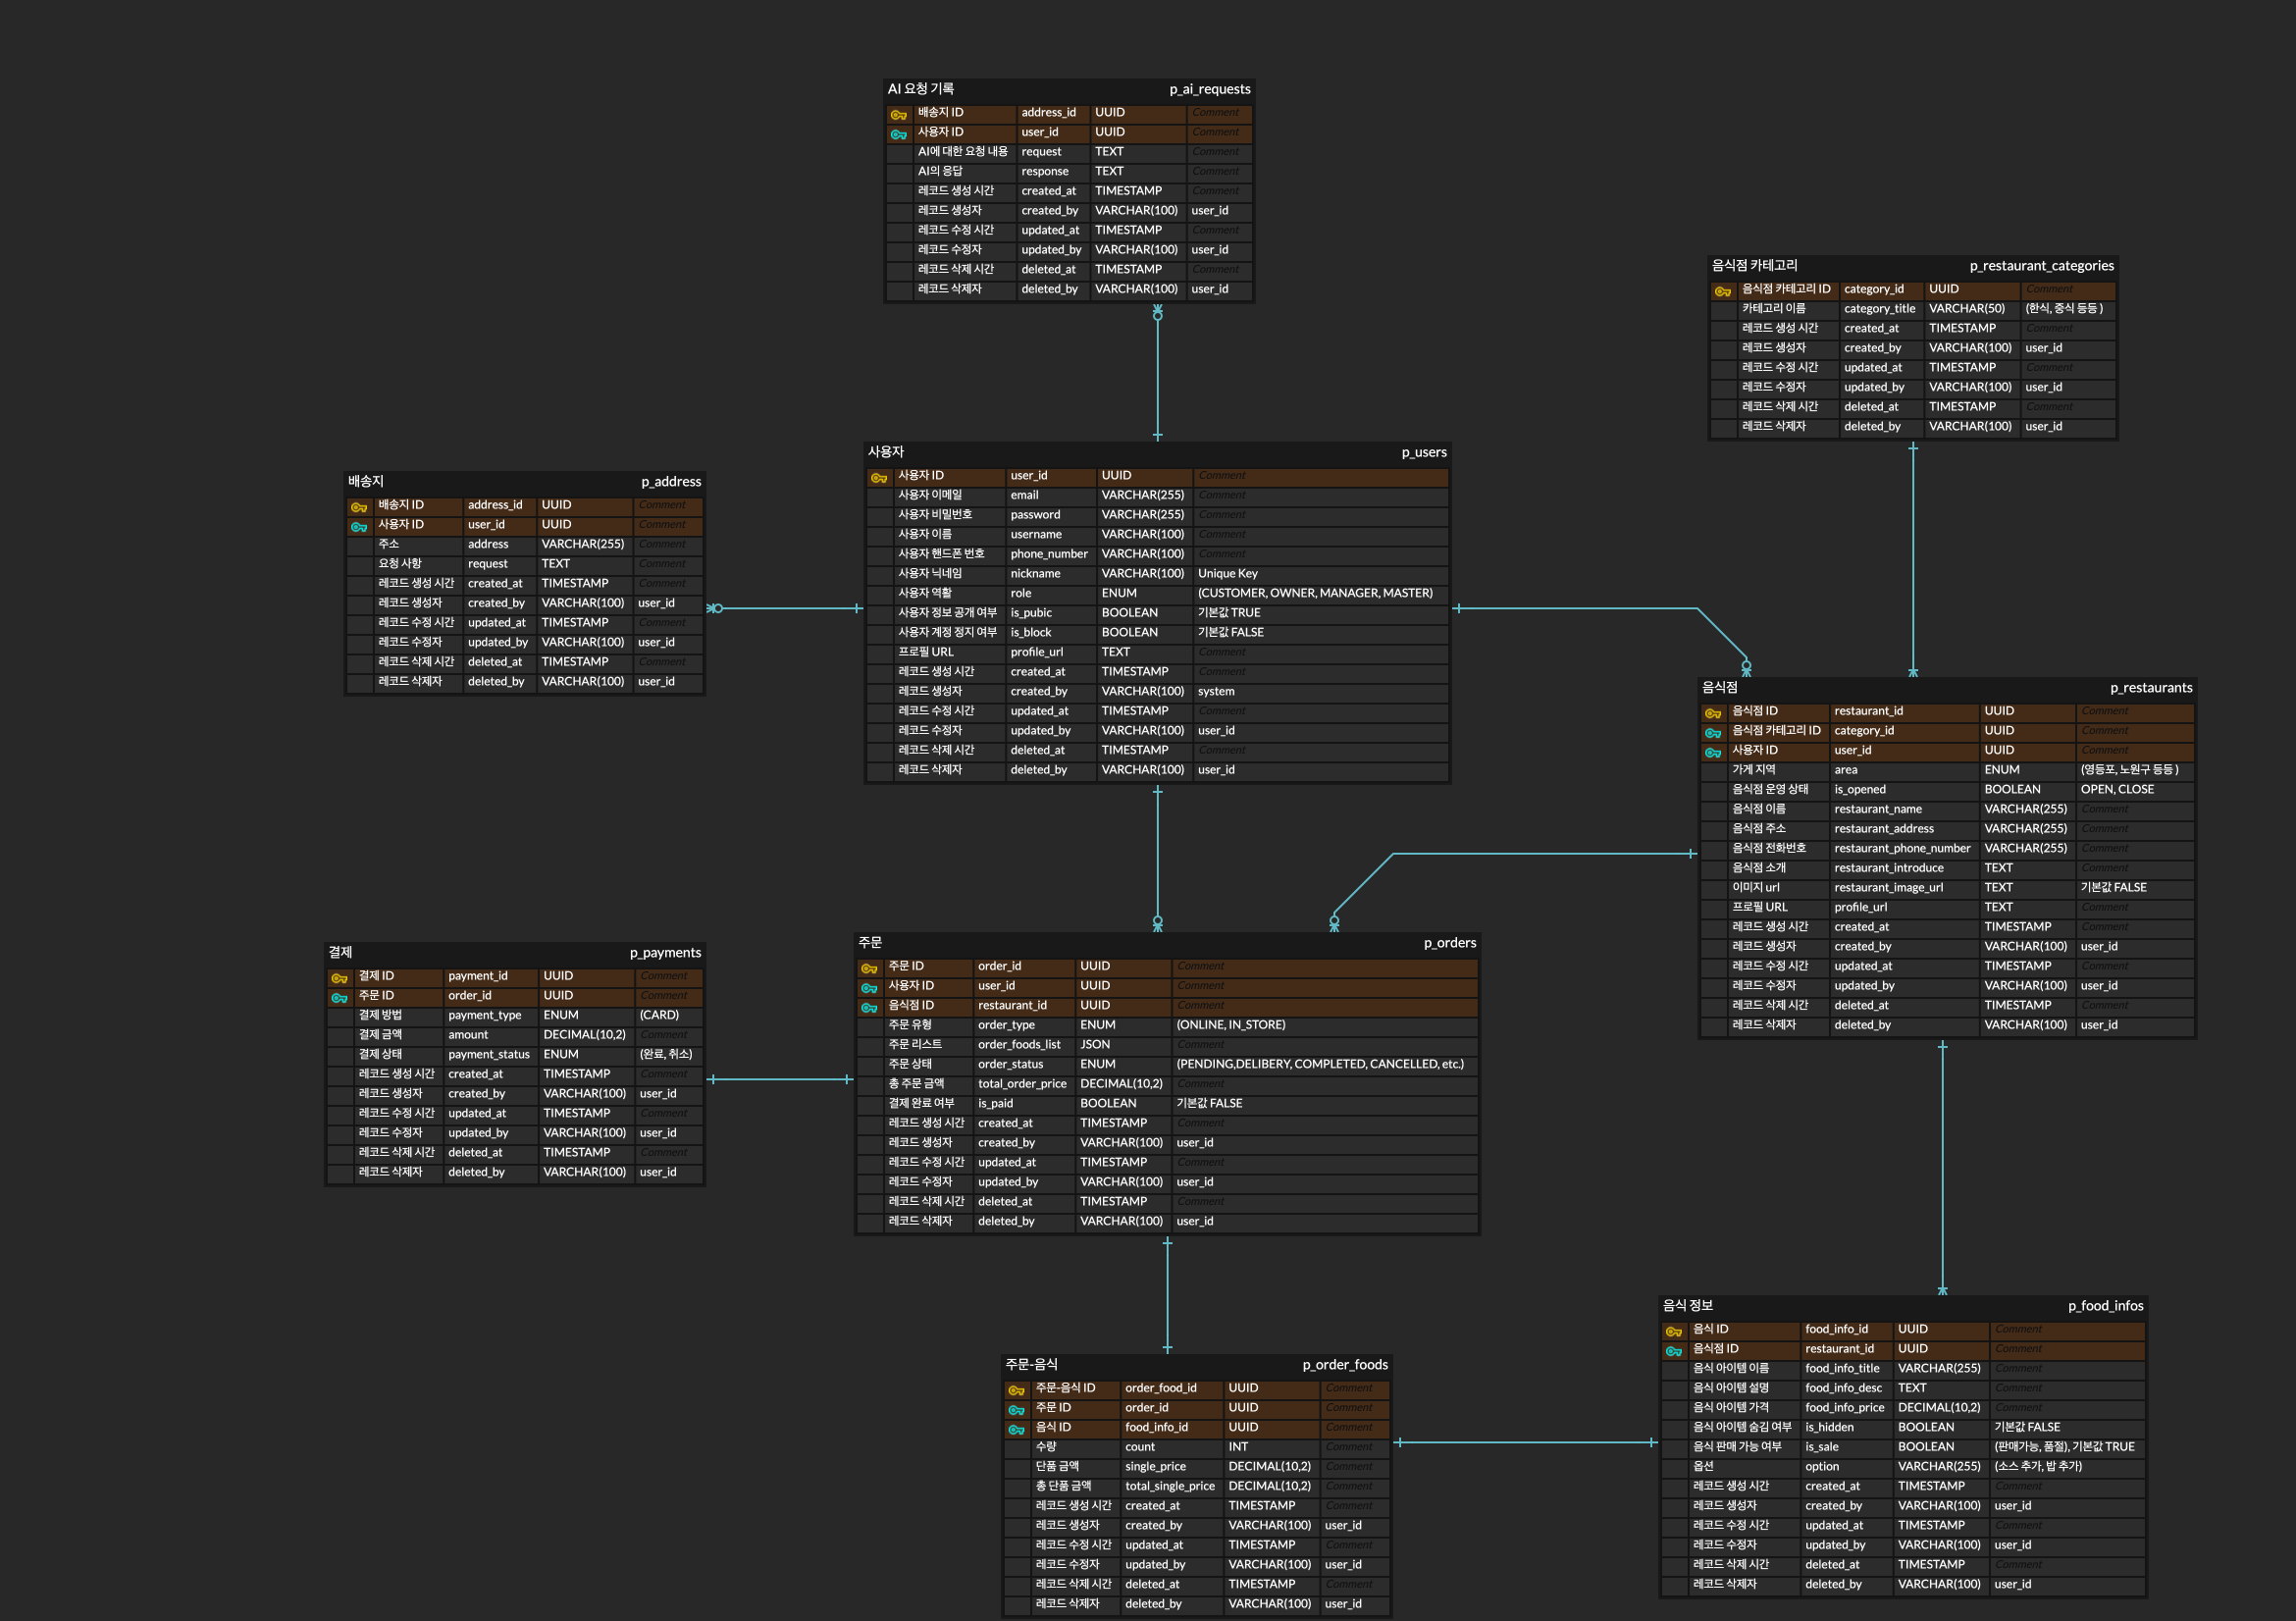 AI 요청 기록 p_ai_requests
배송지 ID address_id UUID Comment
사용자 ID user_id UUID Comment
AI에 대한 요청 내용 request TEXT Comment
AI의 응답 response TEXT Comment
레코드 생성 시간 created_at TIMESTAMP Comment
레코드 생성자 created_by VARCHAR(100) user_id
레코드 수정 시간 updated_at TIMESTAMP Comment
레코드 수정자 updated_by VARCHAR(100) user_id
레코드 삭제 시간 deleted_at TIMESTAMP Comment
레코드 삭제자 deleted_by VARCHAR(100) user_id
음식점 카테고리 p_restaurant_categories
음식점 카테고리 ID category_id UUID Comment
카테고리 이름 category_title VARCHAR(50) (한식, 중식 등등 )
레코드 생성 시간 created_at TIMESTAMP Comment
레코드 생성자 created_by VARCHAR(100) user_id
레코드 수정 시간 updated_at TIMESTAMP Comment
레코드 수정자 updated_by VARCHAR(100) user_id
레코드 삭제 시간 deleted_at TIMESTAMP Comment
레코드 삭제자 deleted_by VARCHAR(100) user_id
배송지 p_address
배송지 ID address_id UUID Comment
사용자 ID user_id UUID Comment
주소 address VARCHAR(255) Comment
요청 사항 request TEXT Comment
레코드 생성 시간 created_at TIMESTAMP Comment
레코드 생성자 created_by VARCHAR(100) user_id
레코드 수정 시간 updated_at TIMESTAMP Comment
레코드 수정자 updated_by VARCHAR(100) user_id
레코드 삭제 시간 deleted_at TIMESTAMP Comment
레코드 삭제자 deleted_by VARCHAR(100) user_id
사용자 p_users
사용자 ID user_id UUID Comment
사용자 이메일 email VARCHAR(255) Comment
사용자 비밀번호 password VARCHAR(255) Comment
사용자 이름 username VARCHAR(100) Comment
사용자 핸드폰 번호 phone_number VARCHAR(100) Comment
사용자 닉네임 nickname VARCHAR(100) Unique Key
사용자 역활 role ENUM (CUSTOMER, OWNER, MANAGER, MASTER)
사용자 정보 공개 여부 is_pubic BOOLEAN 기본값 TRUE
사용자 계정 정지 여부 is_block BOOLEAN 기본값 FALSE
프로필 URL profile_url TEXT Comment
레코드 생성 시간 created_at TIMESTAMP Comment
레코드 생성자 created_by VARCHAR(100) system
레코드 수정 시간 updated_at TIMESTAMP Comment
레코드 수정자 updated_by VARCHAR(100) user_id
레코드 삭제 시간 deleted_at TIMESTAMP Comment
레코드 삭제자 deleted_by VARCHAR(100) user_id
음식점 p_restaurants
음식점 ID restaurant_id UUID Comment
음식점 카테고리 ID category_id UUID Comment
사용자 ID user_id UUID Comment
가게 지역 area ENUM (영등포, 노원구 등등 )
음식점 운영 상태 is_opened BOOLEAN OPEN, CLOSE
음식점 이름 restaurant_name VARCHAR(255) Comment
음식점 주소 restaurant_address VARCHAR(255) Comment
음식점 전화번호 restaurant_phone_number VARCHAR(255) Comment
음식점 소개 restaurant_introduce TEXT Comment
이미지 url restaurant_image_url TEXT 기본값 FALSE
프로필 URL profile_url TEXT Comment
레코드 생성 시간 created_at TIMESTAMP Comment
레코드 생성자 created_by VARCHAR(100) user_id
레코드 수정 시간 updated_at TIMESTAMP Comment
레코드 수정자 updated_by VARCHAR(100) user_id
레코드 삭제 시간 deleted_at TIMESTAMP Comment
레코드 삭제자 deleted_by VARCHAR(100) user_id
결제 p_payments
결제 ID payment_id UUID Comment
주문 ID order_id UUID Comment
결제 방법 payment_type ENUM (CARD)
결제 금액 amount DECIMAL(10,2) Comment
결제 상태 payment_status ENUM (완료, 취소)
레코드 생성 시간 created_at TIMESTAMP Comment
레코드 생성자 created_by VARCHAR(100) user_id
레코드 수정 시간 updated_at TIMESTAMP Comment
레코드 수정자 updated_by VARCHAR(100) user_id
레코드 삭제 시간 deleted_at TIMESTAMP Comment
레코드 삭제자 deleted_by VARCHAR(100) user_id
주문 p_orders
주문 ID order_id UUID Comment
사용자 ID user_id UUID Comment
음식점 ID restaurant_id UUID Comment
주문 유형 order_type ENUM (ONLINE, IN_STORE)
주문 리스트 order_foods_list JSON Comment
주문 상태 order_status ENUM (PENDING,DELIBERY, COMPLETED, CANCELLED, etc.)
총 주문 금액 total_order_price DECIMAL(10,2) Comment
결제 완료 여부 is_paid BOOLEAN 기본값 FALSE
레코드 생성 시간 created_at TIMESTAMP Comment
레코드 생성자 created_by VARCHAR(100) user_id
레코드 수정 시간 updated_at TIMESTAMP Comment
레코드 수정자 updated_by VARCHAR(100) user_id
레코드 삭제 시간 deleted_at TIMESTAMP Comment
레코드 삭제자 deleted_by VARCHAR(100) user_id
주문-음식 p_order_foods
주문-음식 ID order_food_id UUID Comment
주문 ID order_id UUID Comment
음식 ID food_info_id UUID Comment
수량 count INT Comment
단품 금액 single_price DECIMAL(10,2) Comment
총 단품 금액 total_single_price DECIMAL(10,2) Comment
레코드 생성 시간 created_at TIMESTAMP Comment
레코드 생성자 created_by VARCHAR(100) user_id
레코드 수정 시간 updated_at TIMESTAMP Comment
레코드 수정자 updated_by VARCHAR(100) user_id
레코드 삭제 시간 deleted_at TIMESTAMP Comment
레코드 삭제자 deleted_by VARCHAR(100) user_id
음식 정보 p_food_infos
음식 ID food_info_id UUID Comment
음식점 ID restaurant_id UUID Comment
음식 아이템 이름 food_info_title VARCHAR(255) Comment
음식 아이템 설명 food_info_desc TEXT Comment
음식 아이템 가격 food_info_price DECIMAL(10,2) Comment
음식 아이템 숨김 여부 is_hidden BOOLEAN 기본값 FALSE
음식 판매 가능 여부 is_sale BOOLEAN (판매가능, 품절), 기본값 TRUE
옵션 option VARCHAR(255) (소스 추가, 밥 추가)
레코드 생성 시간 created_at TIMESTAMP Comment
레코드 생성자 created_by VARCHAR(100) user_id
레코드 수정 시간 updated_at TIMESTAMP Comment
레코드 수정자 updated_by VARCHAR(100) user_id
레코드 삭제 시간 deleted_at TIMESTAMP Comment
레코드 삭제자 deleted_by VARCHAR(100) user_id